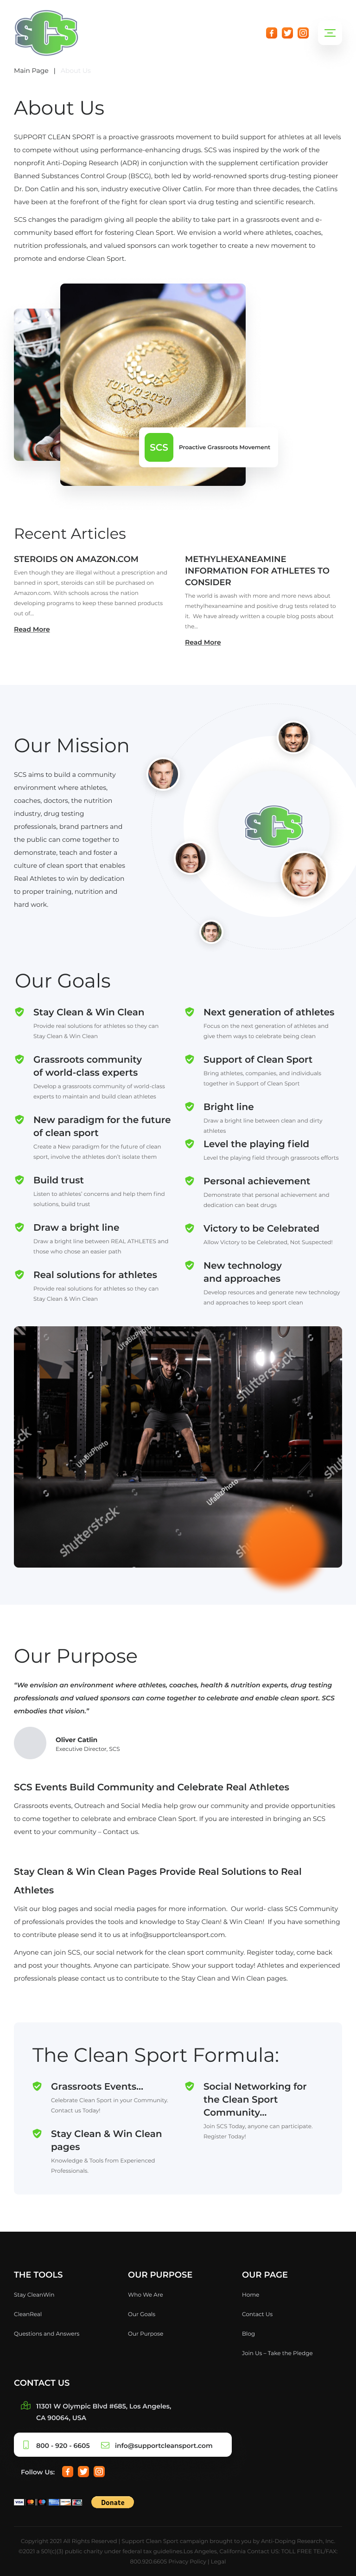 SCS
Main Page | About Us
About Us
SUPPORT CLEAN SPORT is a proactive grassroots movement to build support for athletes at all levels
to compete without using performance-enhancing drugs. SCS was inspired by the work of the
nonprofit Anti-Doping Research (ADR) in conjunction with the supplement certification provider
Banned Substances Control Group (BSCG), both led by world-renowned sports drug-testing pioneer
Dr. Don Catlin and his son, industry executive Oliver Catlin. For more than three decades, the Catlins
have been at the forefront of the fight for clean sport via drug testing and scientific research.
SCS changes the paradigm giving all people the ability to take part in a grassroots event and e-
community based effort for fostering Clean Sport. We envision a world where athletes, coaches,
nutrition professionals, and valued sponsors can work together to create a new movement to
promote and endorse Clean Sport.
TOKYO 2020
SCS Proactive Grassroots Movement
Recent Articles
STEROIDS ON AMAZON.COM
Even though they are illegal without a prescription and
banned in sport, steroids can still be purchased on
Amazon.com. With schools across the nation
developing programs to keep these banned products
out of...
Read More
METHYLHEXANEAMINE
INFORMATION FOR ATHLETES TO
CONSIDER
The world is awash with more and more news about
methylhexaneamine and positive drug tests related to
it. We have already written a couple blog posts about
the...
Read More
Our Mission
SCS aims to build a community
environment where athletes,
coaches, doctors, the nutrition
industry, drug testing
professionals, brand partners and
the public can come together to
demonstrate, teach and foster a
culture of clean sport that enables
Real Athletes to win by dedication
to proper training, nutrition and
hard work.
SCS
Our Goals
Stay Clean & Win Clean
Provide real solutions for athletes so they can
Stay Clean & Win Clean
Grassroots community
of world-class experts
Develop a grassroots community of world-class
experts to maintain and build clean athletes
New paradigm for the future
of clean sport
Create a New paradigm for the future of clean
sport, involve the athletes don't isolate them
Build trust
Listen to athletes' concerns and help them find
solutions, build trust
Draw a bright line
Draw a bright line between REAL ATHLETES and
those who chose an easier path
Real solutions for athletes
Provide real solutions for athletes so they can
Stay Clean & Win Clean
Next generation of athletes
Focus on the next generation of athletes and
give them ways to celebrate being clean
Support of Clean Sport
Bring athletes, companies, and individuals
together in Support of Clean Sport
Bright line
Draw a bright line between clean and dirty
athletes
Level the playing field
Level the playing field through grassroots efforts
Personal achievement
Demonstrate that personal achievement and
dedication can beat drugs
Victory to be Celebrated
Allow Victory to be Celebrated, Not Suspected!
New technology
and approaches
Develop resources and generate new technology
and approaches to keep sport clean
UfaBizPhoto
shutterstock
UfaBizPhoto
UfaBizPhoto
shutterstock
Our Purpose
"We envision an environment where athletes, coaches, health & nutrition experts, drug testing
professionals and valued sponsors can come together to celebrate and enable clean sport. SCS
embodies that vision."
Oliver Catlin
Executive Director, SCS
SCS Events Build Community and Celebrate Real Athletes
Grassroots events, Outreach and Social Media help grow our community and provide opportunities
to come together to celebrate and embrace Clean Sport. If you are interested in bringing an SCS
event to your community – Contact us.
Stay Clean & Win Clean Pages Provide Real Solutions to Real
Athletes
Visit our blog pages and social media pages for more information. Our world- class SCS Community
of professionals provides the tools and knowledge to Stay Clean! & Win Clean! If you have something
to contribute please send it to us at info@supportcleansport.com.
Anyone can join SCS, our social network for the clean sport community. Register today, come back
and post your thoughts. Anyone can participate. Show your support today! Athletes and experienced
professionals please contact us to contribute to the Stay Clean and Win Clean pages.
The Clean Sport Formula:
Grassroots Events...
Celebrate Clean Sport in your Community.
Contact us Today!
Stay Clean & Win Clean
pages
Knowledge & Tools from Experienced
Professionals
Social Networking for
the Clean Sport
Community...
Join SCS Today, anyone can participate.
Register Today!
THE TOOLS
Stay CleanWin
CleanReal
Questions and Answers
OUR PURPOSE
Who We Are
Our Goals
Our Purpose
OUR PAGE
Home
Contact Us
Blog
Join Us – Take the Pledge
CONTACT US
11301 W Olympic Blvd #685, Los Angeles,
CA 90064, USA
800 - 920 - 6605 info@supportcleansport.com
Follow Us:
Donate
Copyright 2021 All Rights Reserved | Support Clean Sport campaign brought to you by Anti-Doping Research, Inc.
©2021 a 501(c)(3) public charity under federal tax guidelines.Los Angeles, California Contact US: TOLL FREE TEL/FAX:
800.920.6605 Privacy Policy | Legal